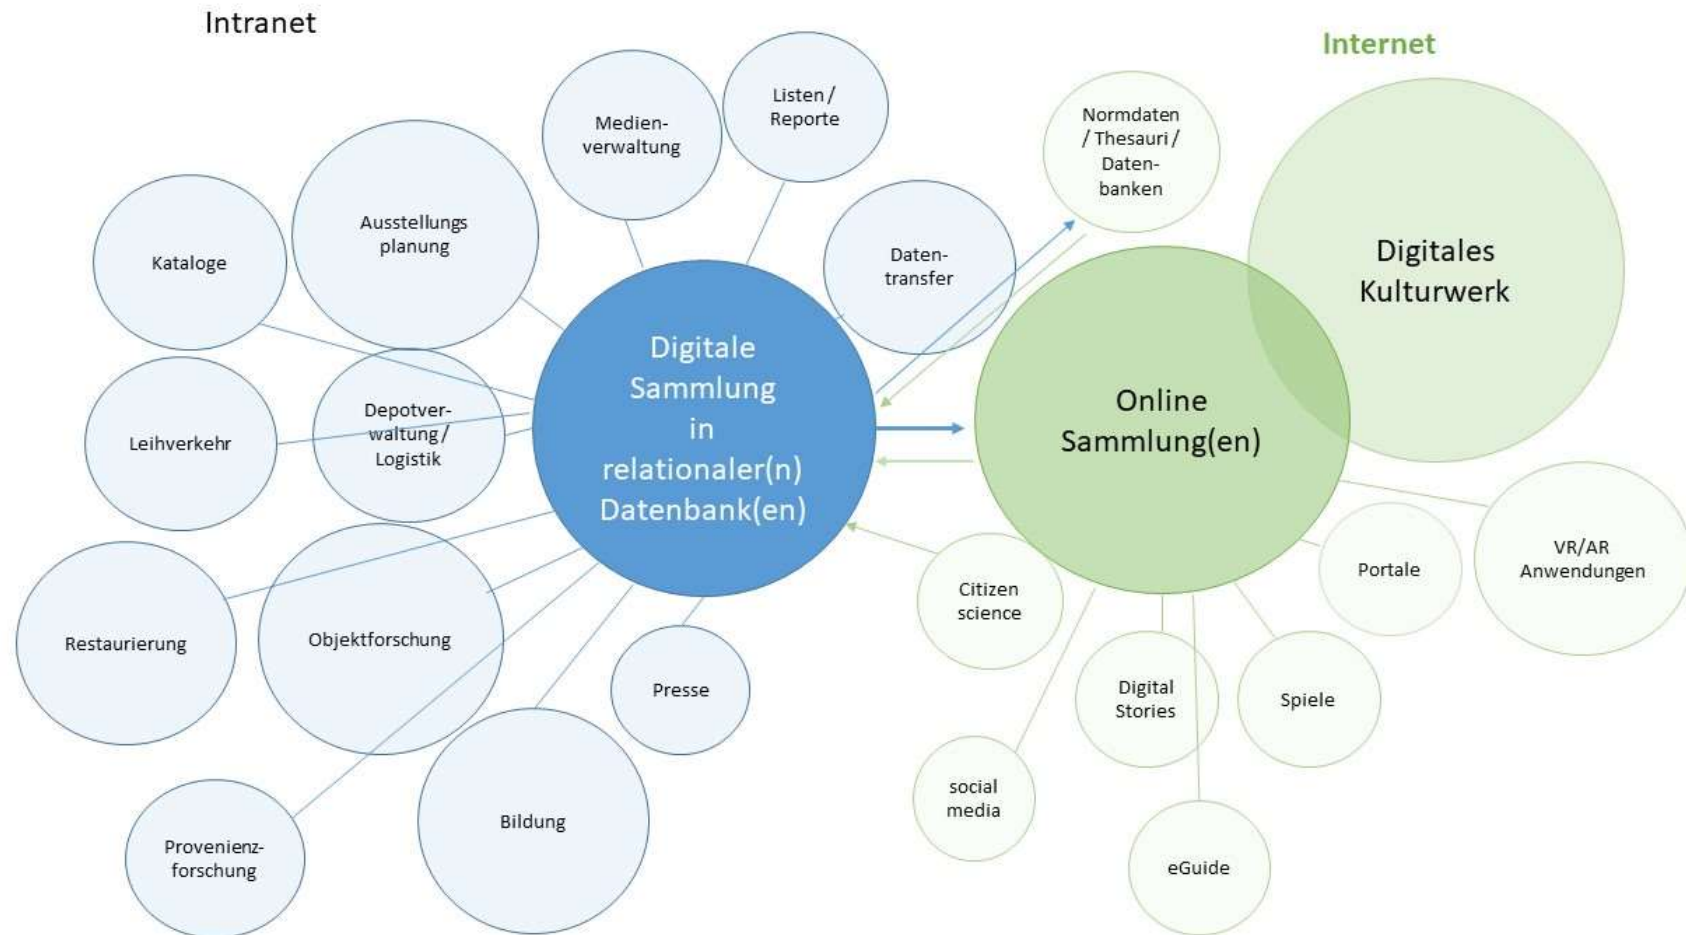 Intranet
Internet
Listen /
Reporte
Medien-
verwaltung
Normdaten
/ Thesauri /
Daten-
banken
Ausstellungs
planung
Kataloge
Daten-
transfer
Digitales
Kulturwerk
Digitale
Sammlung
in
relationaler(n)
Datenbank(en)
Online
Sammlung(en)
Depotver-
waltung /
Logistik
Leihverkehr
VR/AR
Anwendungen
Portale
Citizen
science
Restaurierung
Objektforschung
Presse
Digital
Stories
Spiele
social
media
Bildung
Provenienz-
forschung
eGuide